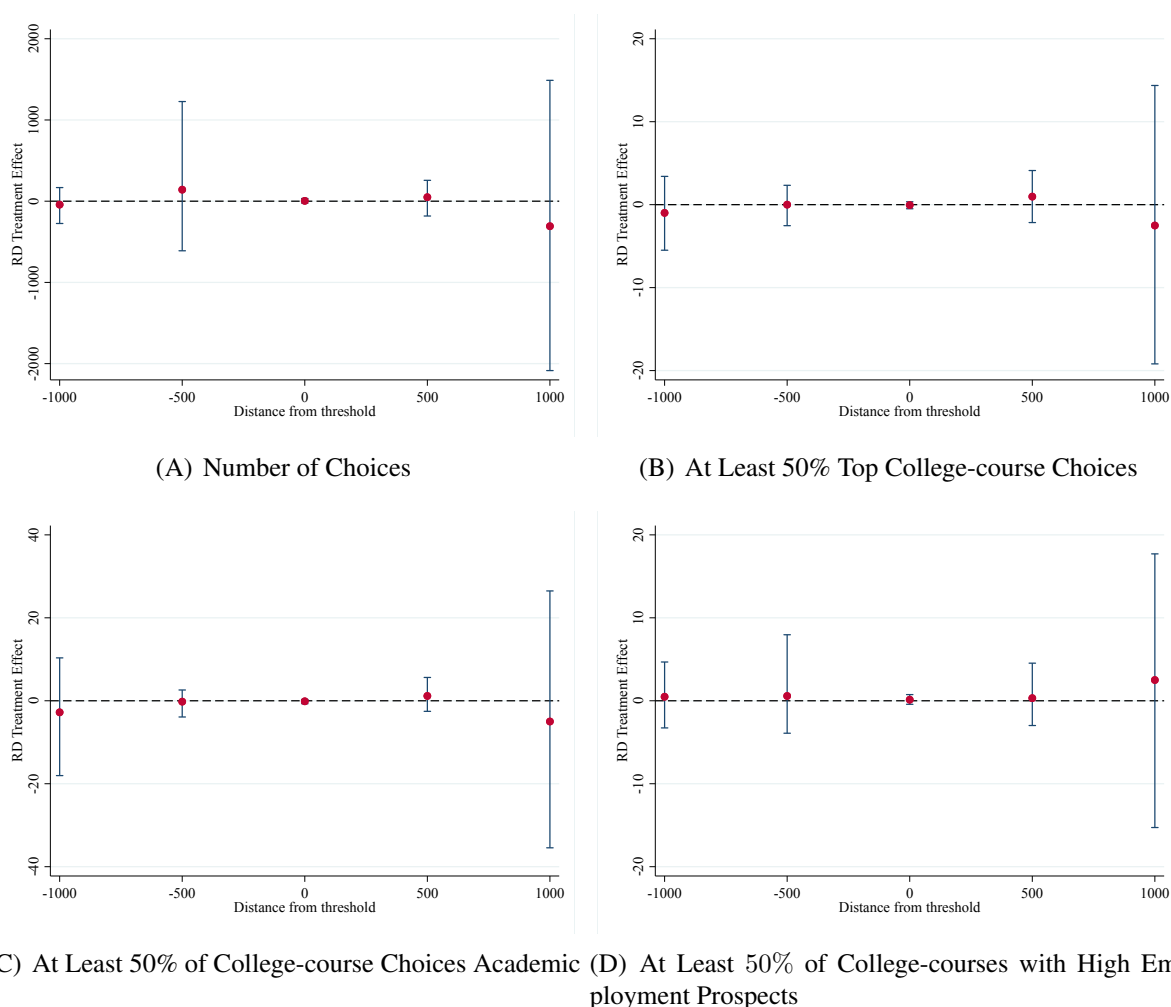 2000
1000
0
-1000
-2000
RD Treatment Effect
-1000 -500 0 500 1000
Distance from threshold
(A) Number of Choices
20
10
0
-10
-20
RD Treatment Effect
-1000 -500 0 500 1000
Distance from threshold
(B) At Least 50% Top College-course Choices
40
20
0
-20
-40
RD Treatment Effect
-1000 -500 0 500 1000
Distance from threshold
C) At Least 50% of College-course Choices Academic
20
10
0
-10
-20
RD Treatment Effect
-1000 -500 0 500 1000
Distance from threshold
(D) At Least 50% of College-courses with High Em
ployment Prospects